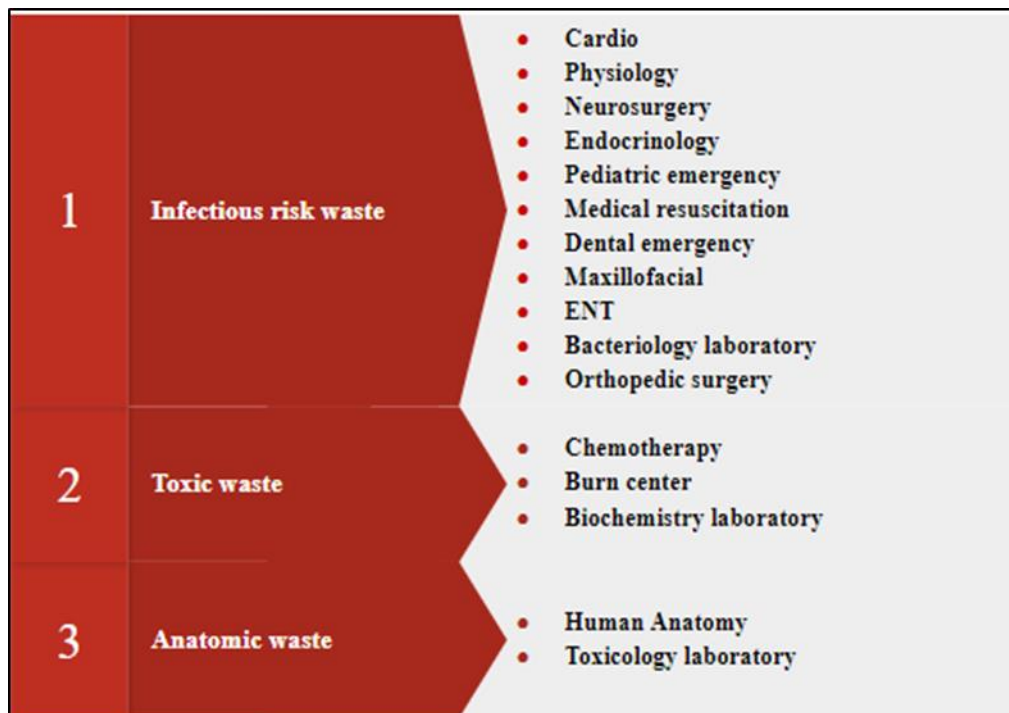 1
Infectious risk waste
Cardio
Physiology
Neurosurgery
Endocrinology
Pediatric emergency
Medical resuscitation
Dental emergency
Maxillofacial
ENT
Bacteriology laboratory
Orthopedic surgery
2
Toxic waste
Chemotherapy
Burn center
Biochemistry laboratory
3
Anatomic waste
Human Anatomy
Toxicology laboratory